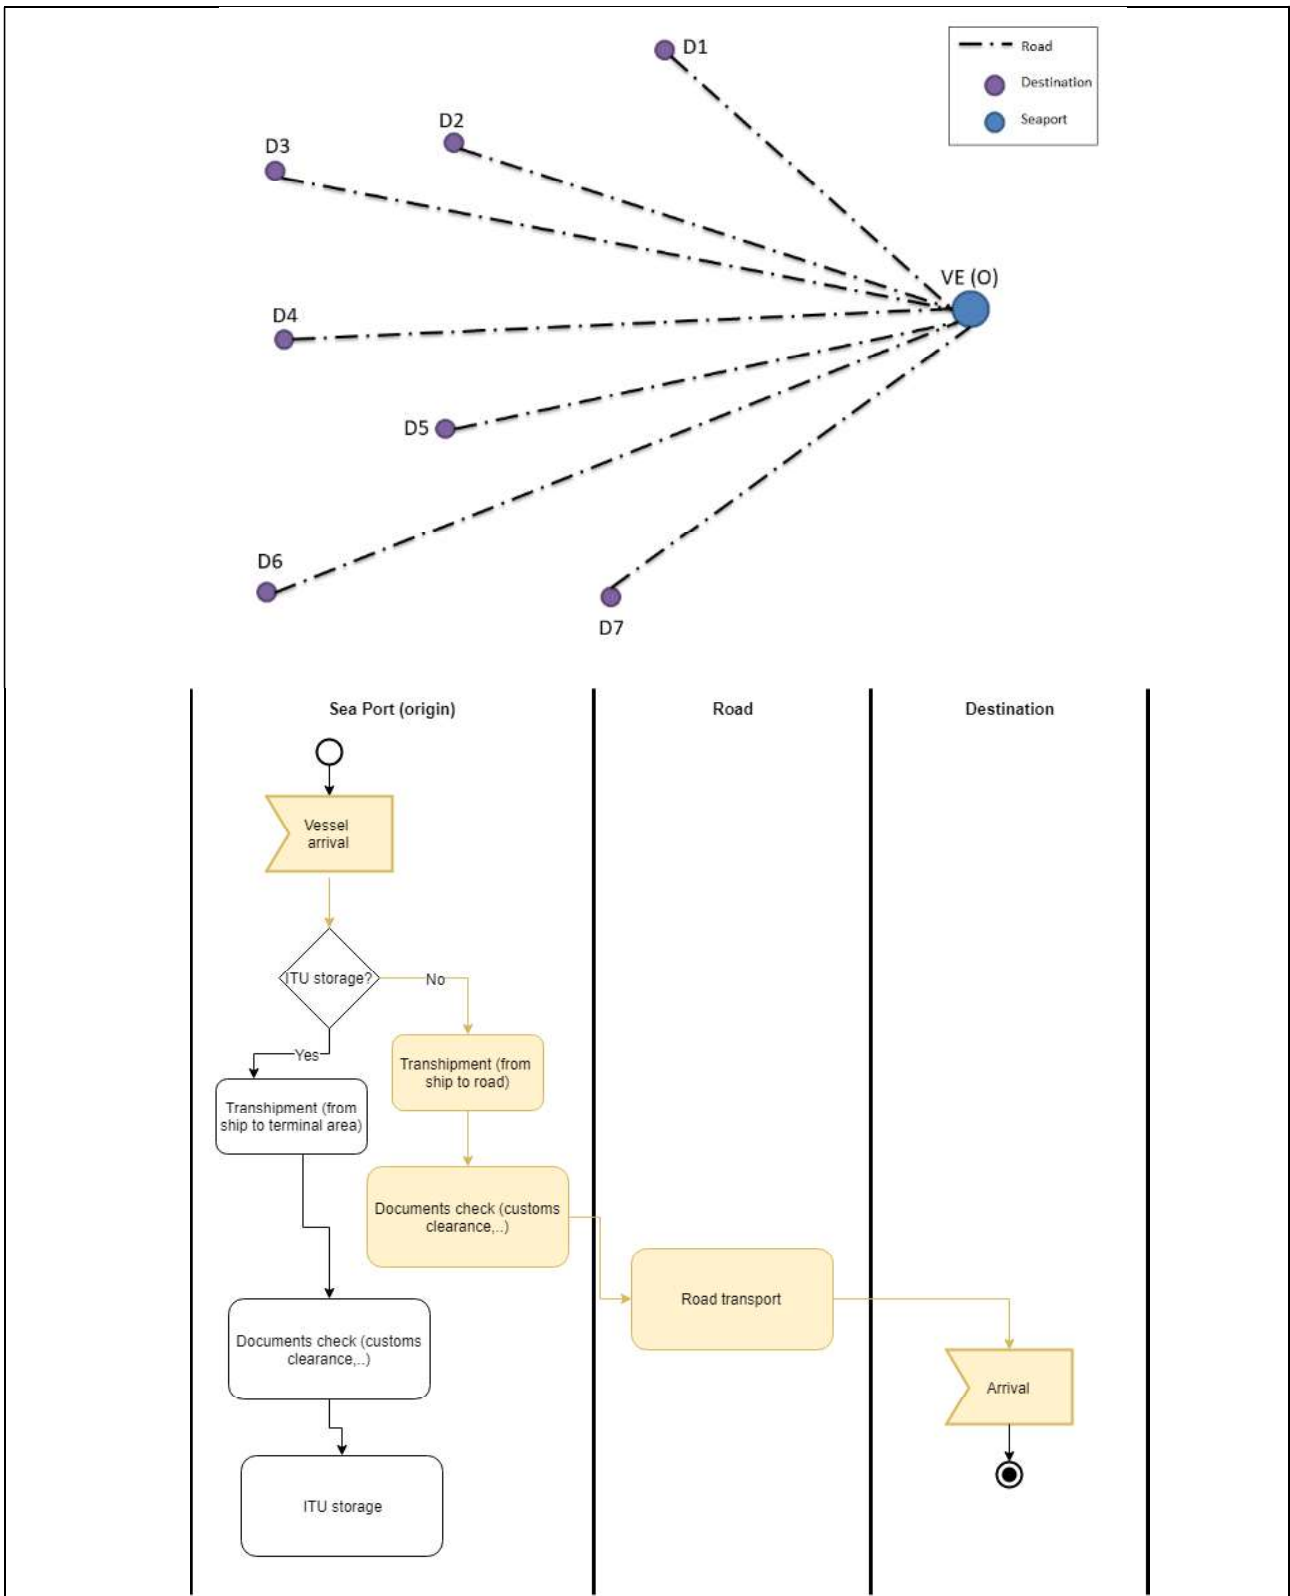 D1
Road
Destination
Seaport
D2
D3
VE (O)
D4
D5
D6
D7
Sea Port (origin)
Road
Destination
Vessel
arrival
ITU storage?
No
Yes
Transhipment (from
ship to road)
Transhipment (from
ship to terminal area)
Documents check (customs
clearance,..)
Road transport
Documents check (customs
clearance,..)
Arrival
ITU storage